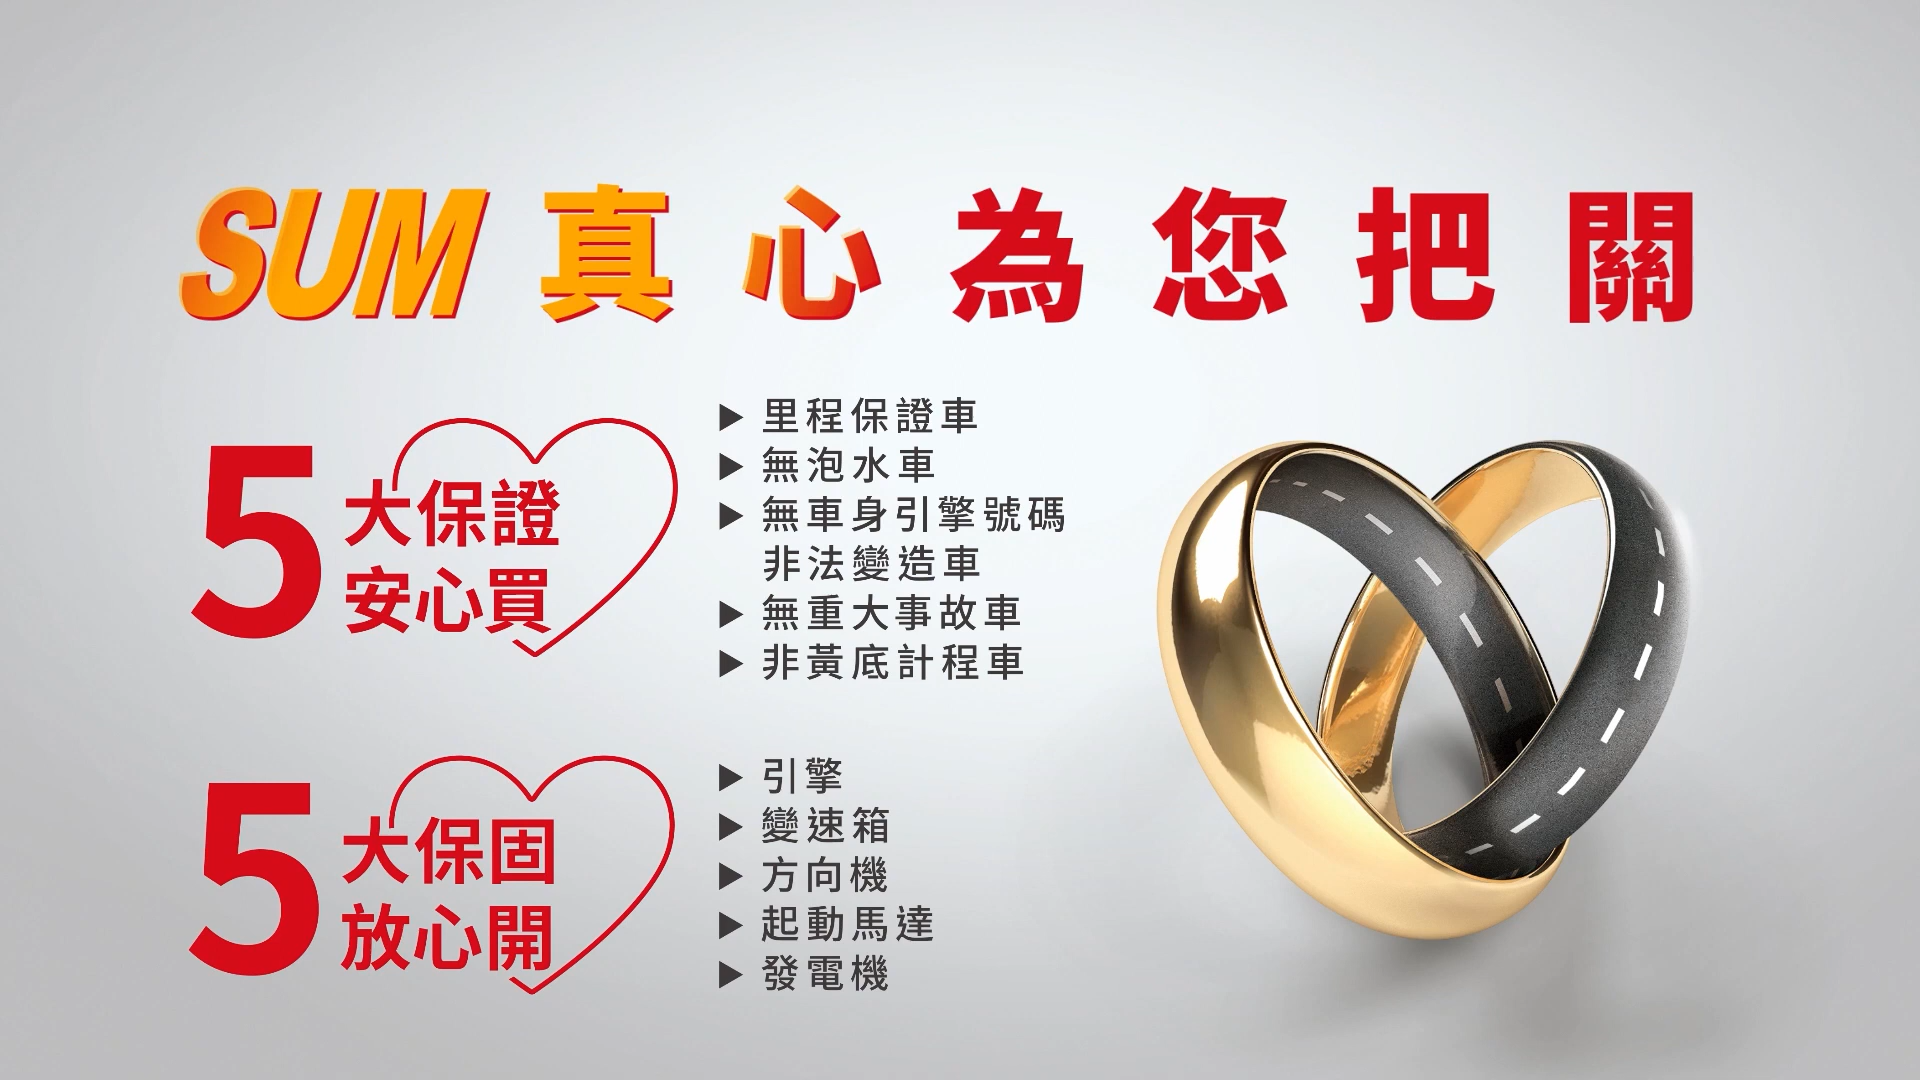 SUM 真心為您把關
5大保證
安心買
▶ 里程保證車
▶ 無泡水車
▶ 無車身引擎號碼
非法變造車
▶ 無重大事故車
▶ 非黃底計程車
5大保固
放心開
▶ 引擎
▶ 變速箱
▶ 方向機
▶ 起動馬達
▶ 發電機